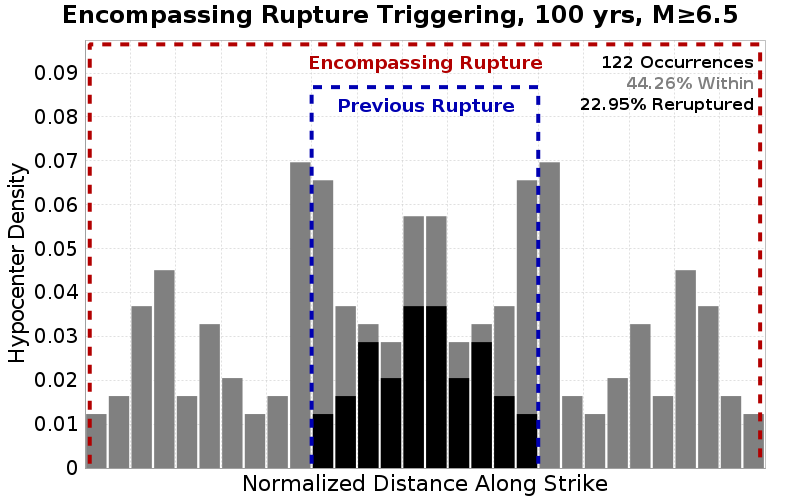 Encompassing Rupture Triggering, 100 yrs, M≥6.5
Encompassing Rupture
Previous Rupture
122 Occurrences
44.26% Within
22.95% Reruptured
Hypocenter Density
0.09
0.08
0.07
0.06
0.05
0.04
0.03
0.02
0.01
0
Normalized Distance Along Strike